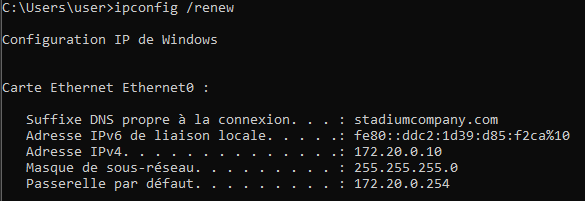 C:\Users\user>ipconfig /renew
Configuration IP de Windows
Carte Ethernet Ethernet0 :
Suffixe DNS propre à la connexion. . . : stadiumcompany.com
Adresse IPv6 de liaison locale. . . . .: fe80::ddc2:1d39:d85:f2ca%10
Adresse IPv4. . . . . . . . . . . . . .: 172.20.0.10
Masque de sous-réseau. . . . . . . . . : 255.255.255.0
Passerelle par défaut. . . . . . . . . : 172.20.0.254